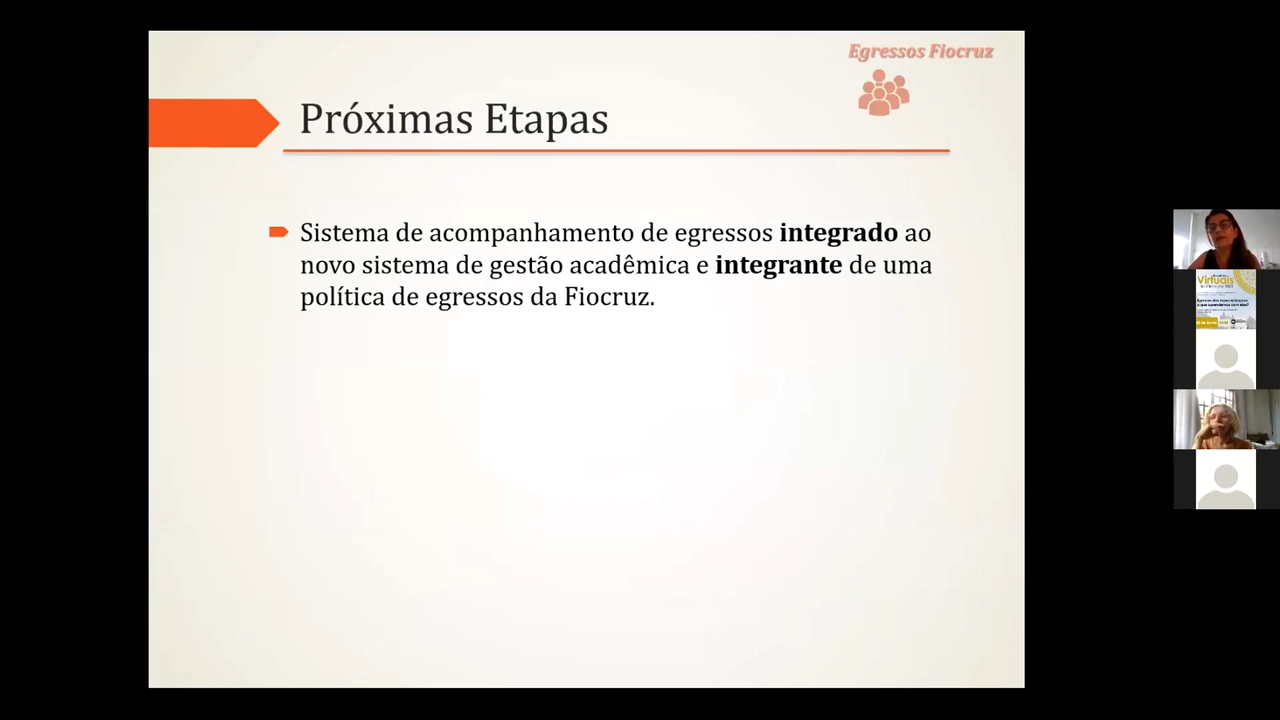 Egressos Fiocruz
Próximas Etapas
Sistema de acompanhamento de egressos integrado ao
novo sistema de gestão acadêmica e integrante de uma
política de egressos da Fiocruz.
Virtuais